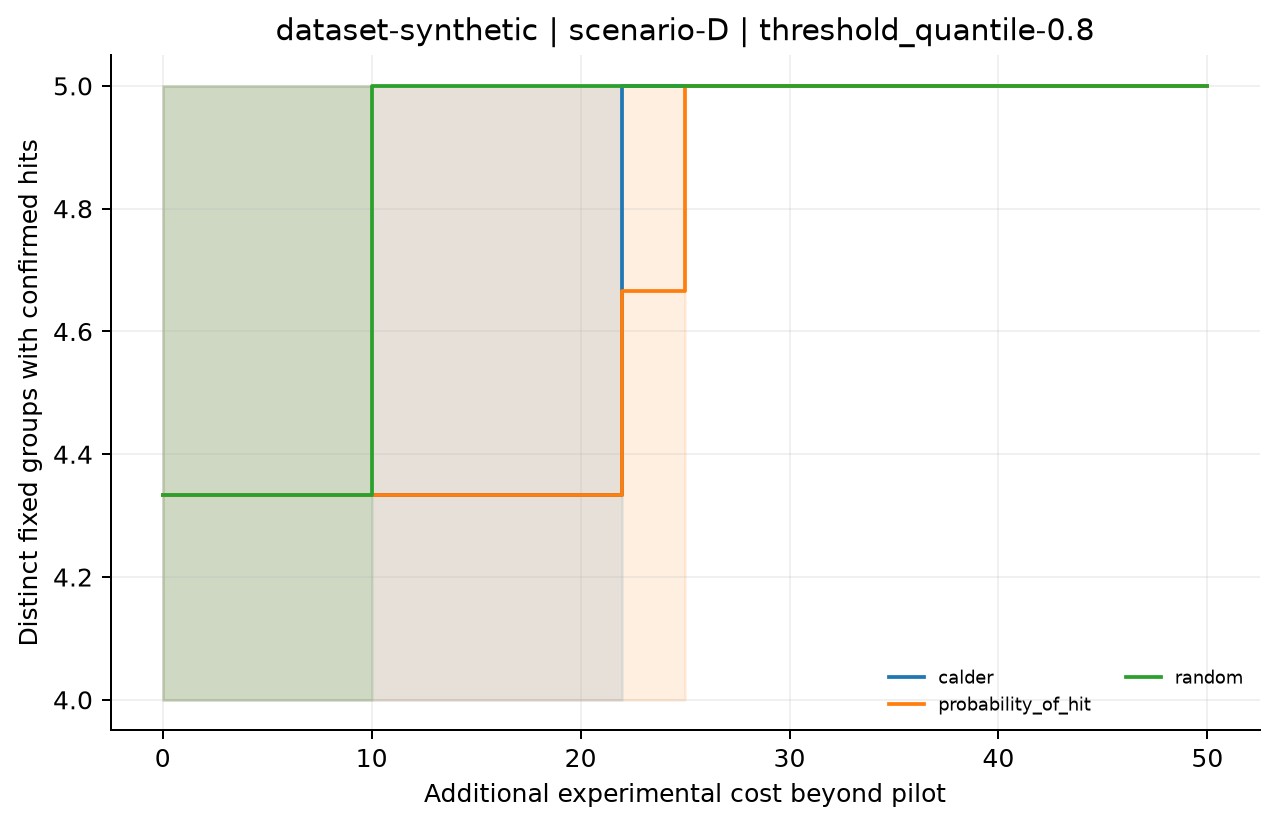 dataset-synthetic | scenario-D | threshold_quantile-0.8
Distinct fixed groups with confirmed hits
5.0
4.8
4.6
4.4
4.2
4.0
calder
probability_of_hit
random
0 10 20 30 40 50
Additional experimental cost beyond pilot